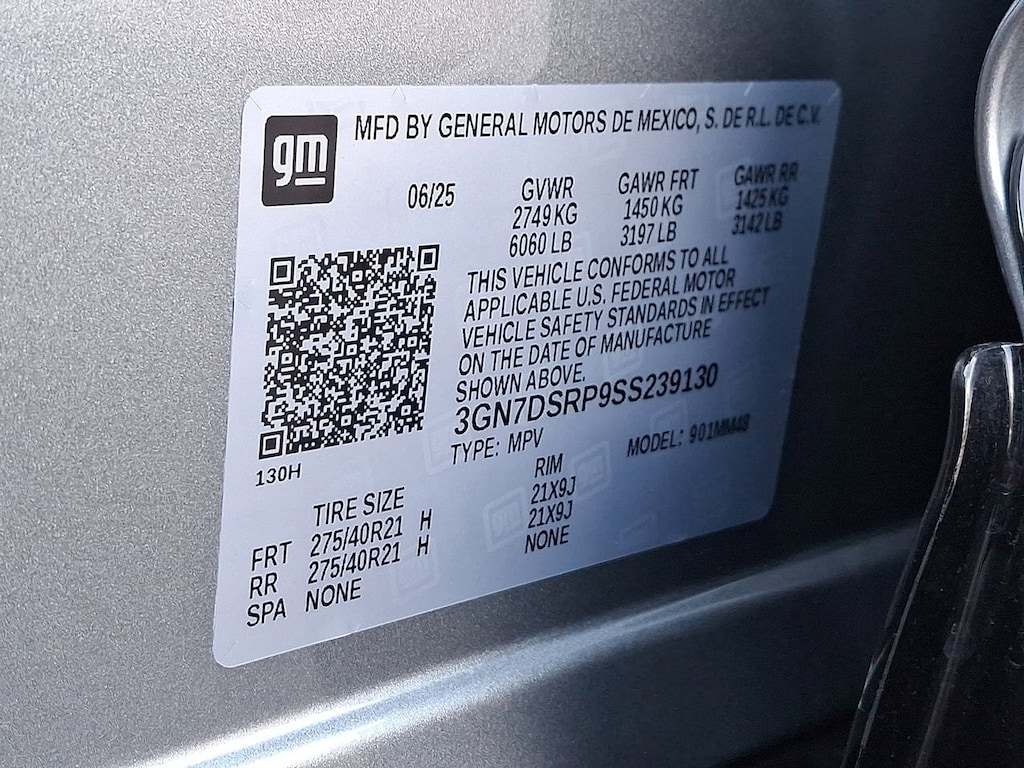 gm
MFD BY GENERAL MOTORS DE MEXICO, S. DE R.L. DE C.V.
06/25 GVWR GAWR FRT GAWR RR
2749 KG 1450 KG 1425 KG
6060 LB 3197 LB 3142 LB
THIS VEHICLE CONFORMS TO ALL
APPLICABLE U.S. FEDERAL MOTOR
VEHICLE SAFETY STANDARDS IN EFFECT
ON THE DATE OF MANUFACTURE
SHOWN ABOVE.
3GN7DSRP9SS239130
TYPE: MPV MODEL: 901MM48
130H
TIRE SIZE RIM
FRT 275/40R21 H 21X9J
RR 275/40R21 H 21X9J
SPA NONE NONE